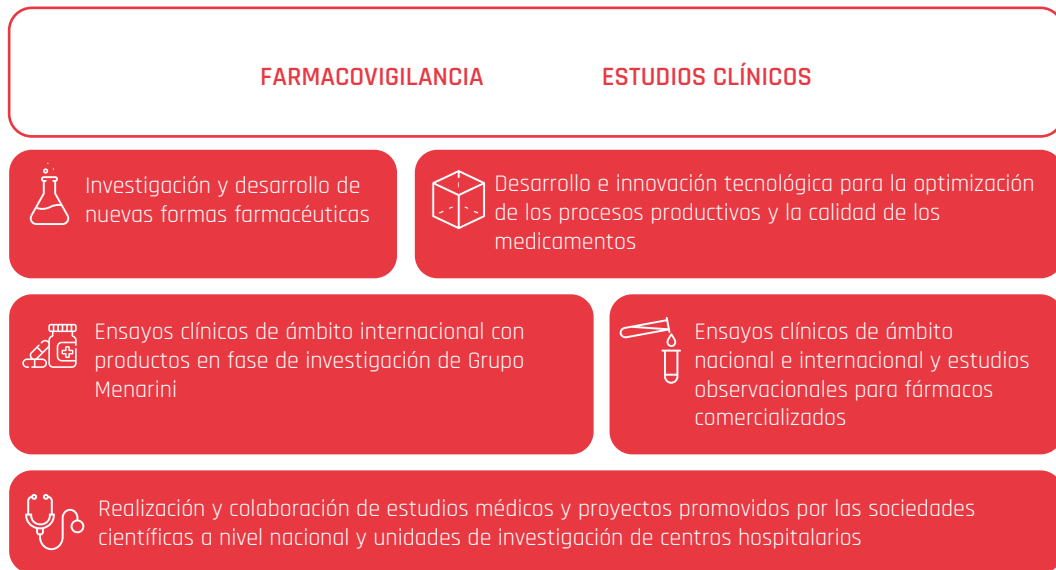 FARMACOVIGILANCIA
ESTUDIOS CLÍNICOS
Investigación y desarrollo de
nuevas formas farmacéuticas
Desarrollo e innovación tecnológica para la optimización
de los procesos productivos y la calidad de los
medicamentos
Ensayos clínicos de ámbito internacional con
productos en fase de investigación de Grupo
Menarini
Ensayos clínicos de ámbito
nacional e internacional y estudios
observacionales para fármacos
comercializados
Realización y colaboración de estudios médicos y proyectos promovidos por las sociedades
científicas a nivel nacional y unidades de investigación de centros hospitalarios